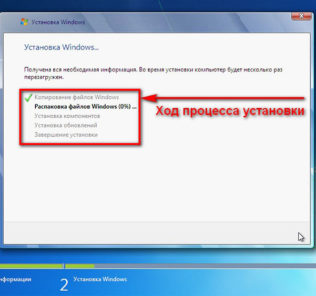 Установка Windows
Установка Windows...
Получена вся необходимая информация. Во время установки компьютер будет несколько раз
перезагружен.
Копирование файлов Windows
Распаковка файлов Windows (0%) ...
Установка компонентов
Установка обновлений
Завершение установки
Ход процесса установки
нформации
2 Установка Windows